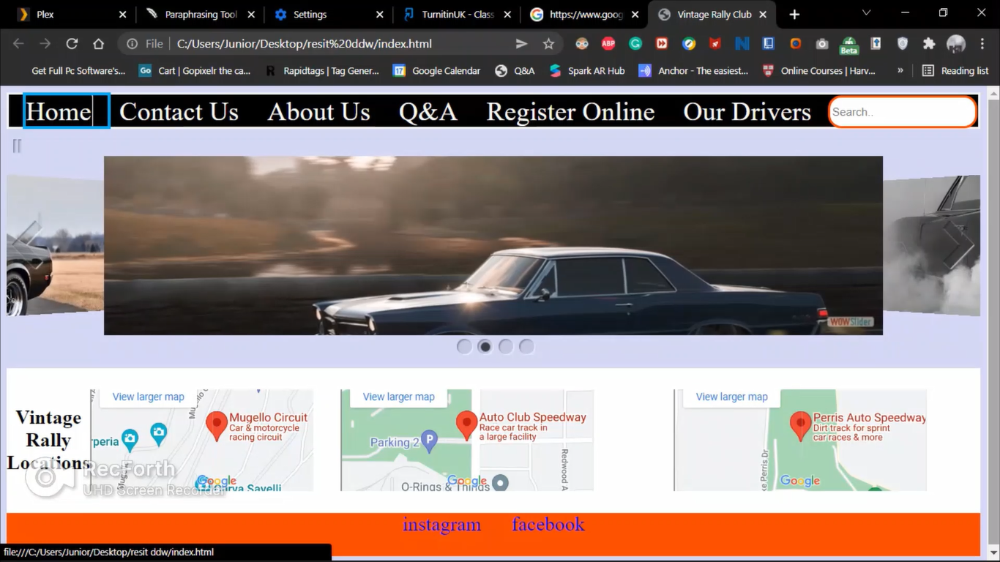 Plex
Paraphrasing Tool
Settings
TurnitinUK - Class
https://www.goog
Vintage Rally Club
File
C:/Users/Junior/Desktop/resit%20ddw/index.html
ABP
Beta
Get Full Pc Software's...
Go
Cart | Gopixelr the ca...
R
Rapidtags | Tag Gener...
17
Google Calendar
Q&A
Spark AR Hub
Anchor - The easiest...
Online Courses | Harv...
»
Reading list
Home
Contact Us
About Us
Q&A
Register Online
Our Drivers
Search..
WOWSlider
View larger map
View larger map
View larger map
Vintage
Rally
Locations
Mugello Circuit
Car & motorcycle
racing circuit
rperia
Google
Auto Club Speedway
Race car track in
a large facility
Parking 2
P
Redwood A
O-Rings & Things
Google
Perris Auto Speedway
Dirt track for sprint
car races & more
ke Perris Dr
Google
RecForth
UHD Screen Recorder
instagram
facebook
file:///C:/Users/Junior/Desktop/resit ddw/index.html